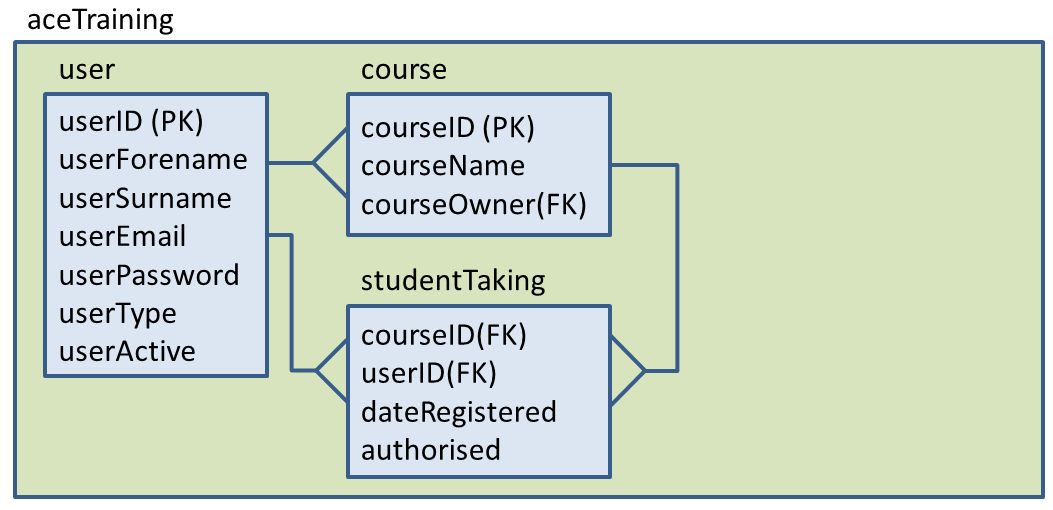 aceTraining
user
userID (PK)
userForename
userSurname
userEmail
userPassword
userType
userActive
course
courseID (PK)
courseName
courseOwner(FK)
studentTaking
courseID(FK)
userID(FK)
dateRegistered
authorised